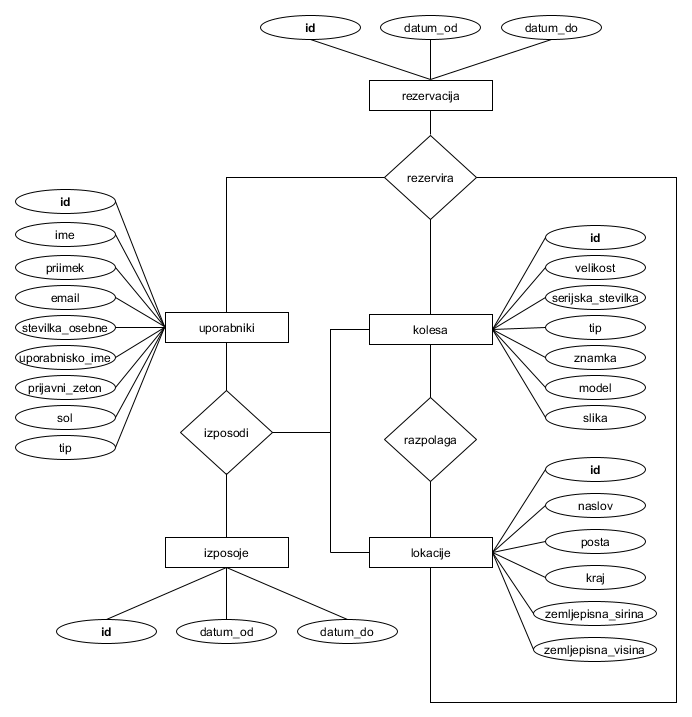 id
datum_od
datum_do
rezervacija
rezervira
id
ime
priimek
email
stevilka_osebne
uporabnisko_ime
prijavni_zeton
sol
tip
uporabniki
kolesa
id
velikost
serijska_stevilka
tip
znamka
model
slika
izposodi
razpolaga
izposoje
lokacije
id
naslov
posta
kraj
zemljepisna_sirina
zemljepisna_visina
id
datum_od
datum_do